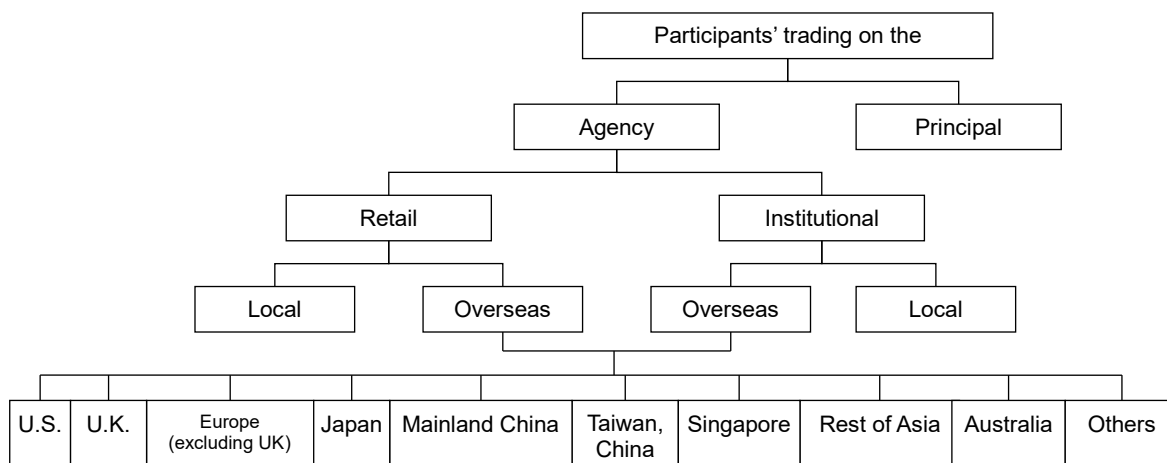 Participants’ trading on the
Agency
Principal
Retail
Institutional
Local
Overseas
Overseas
Local
U.S.
U.K.
Europe
(excluding UK)
Japan
Mainland China
Taiwan,
China
Singapore
Rest of Asia
Australia
Others